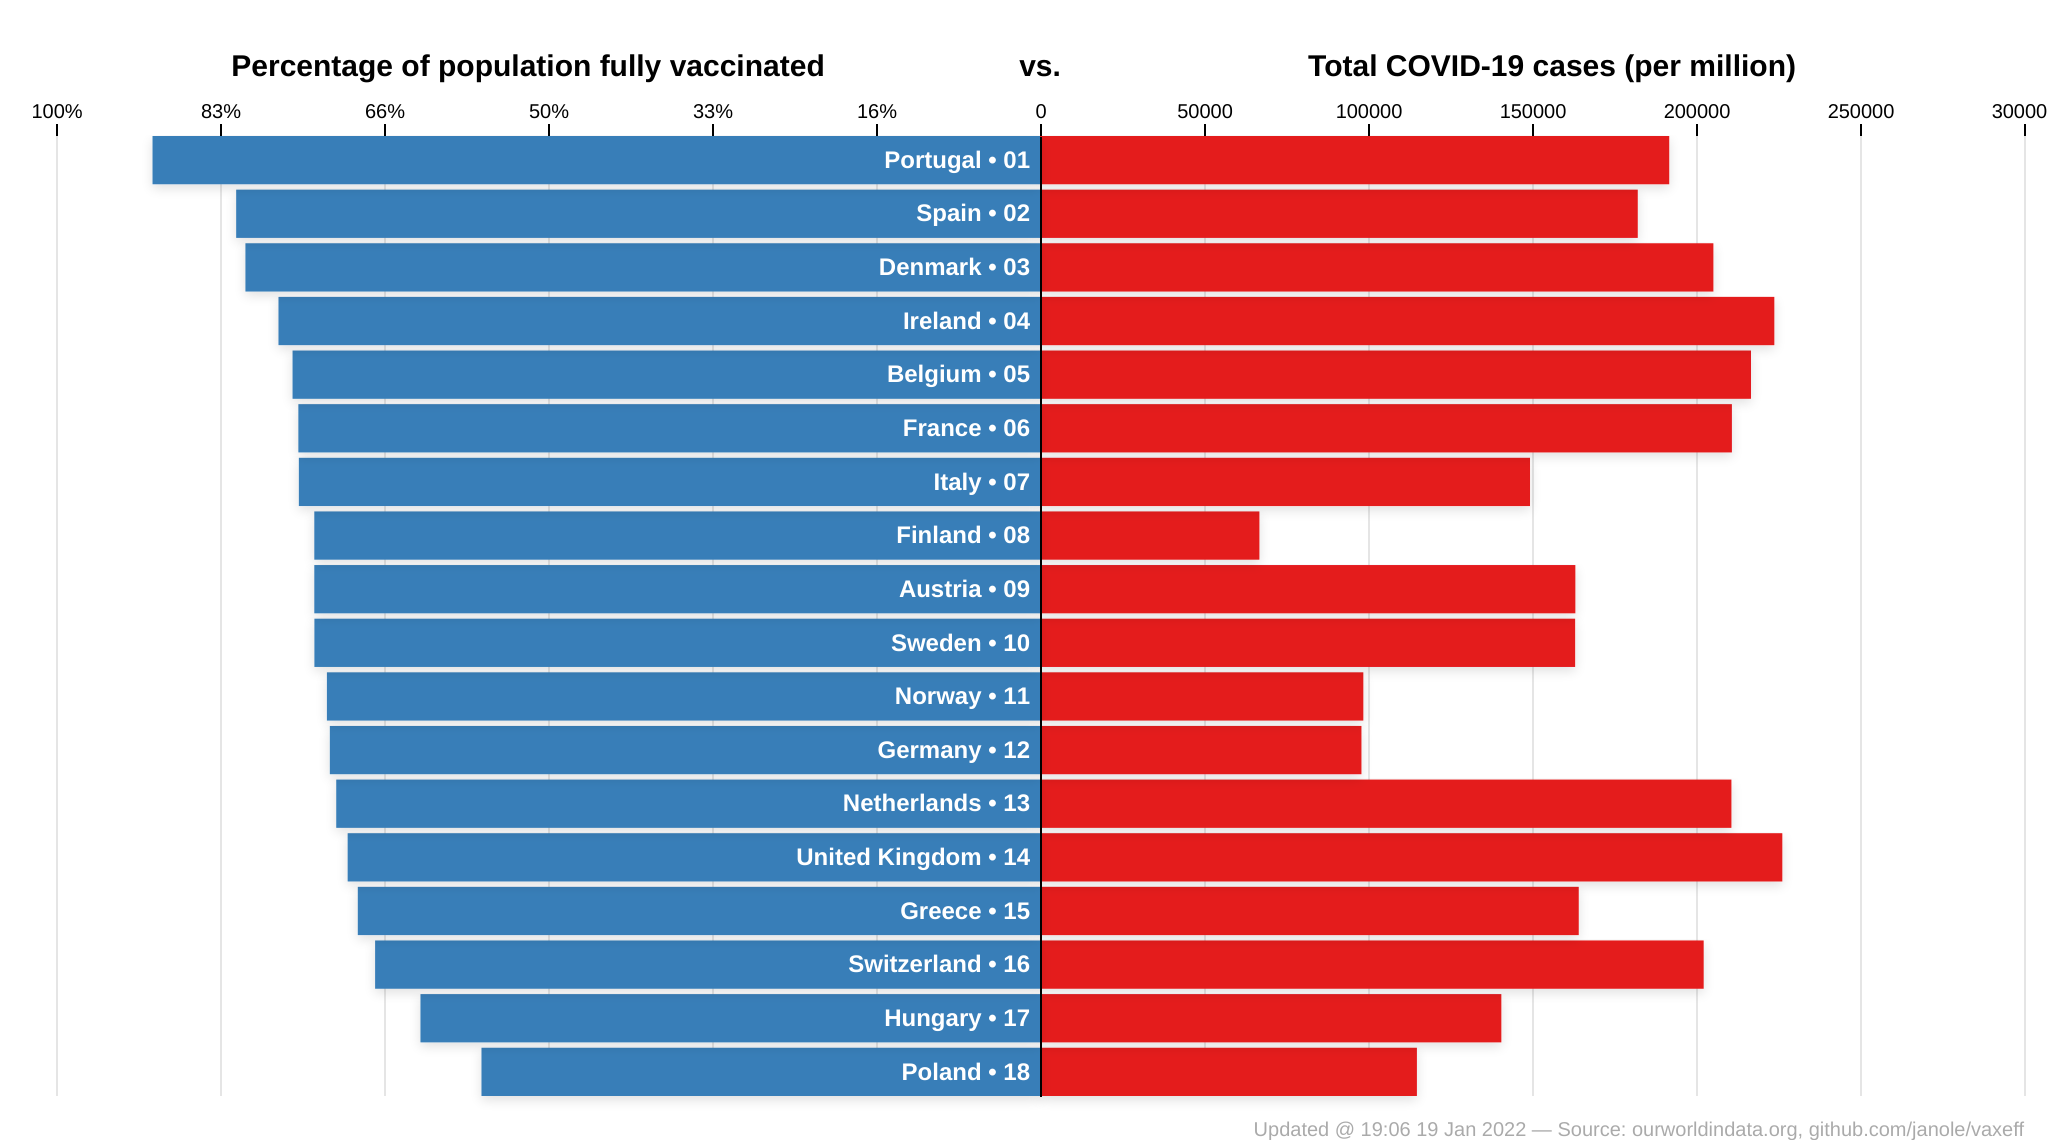 Percentage of population fully vaccinated vs. Total COVID-19 cases (per million)
100% 83% 66% 50% 33% 16% 0 50000 100000 150000 200000 250000 30000
Portugal • 01
Spain • 02
Denmark • 03
Ireland • 04
Belgium • 05
France • 06
Italy • 07
Finland • 08
Austria • 09
Sweden • 10
Norway • 11
Germany • 12
Netherlands • 13
United Kingdom • 14
Greece • 15
Switzerland • 16
Hungary • 17
Poland • 18
Updated @ 19:06 19 Jan 2022 — Source: ourworldindata.org, github.com/janole/vaxeff